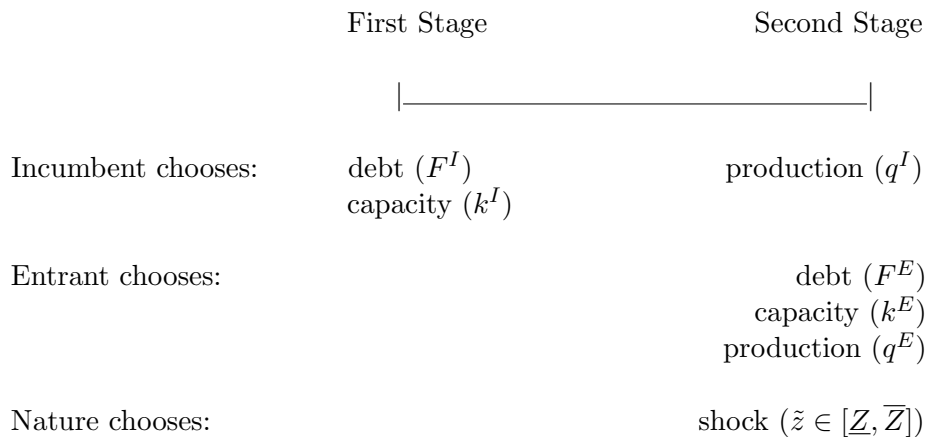 First Stage Second Stage
Incumbent chooses: debt (F^I) production (q^I)
capacity (k^I)
Entrant chooses: debt (F^E)
capacity (k^E)
production (q^E)
Nature chooses: shock (z̃ ∈ [Z̲, Z̅])